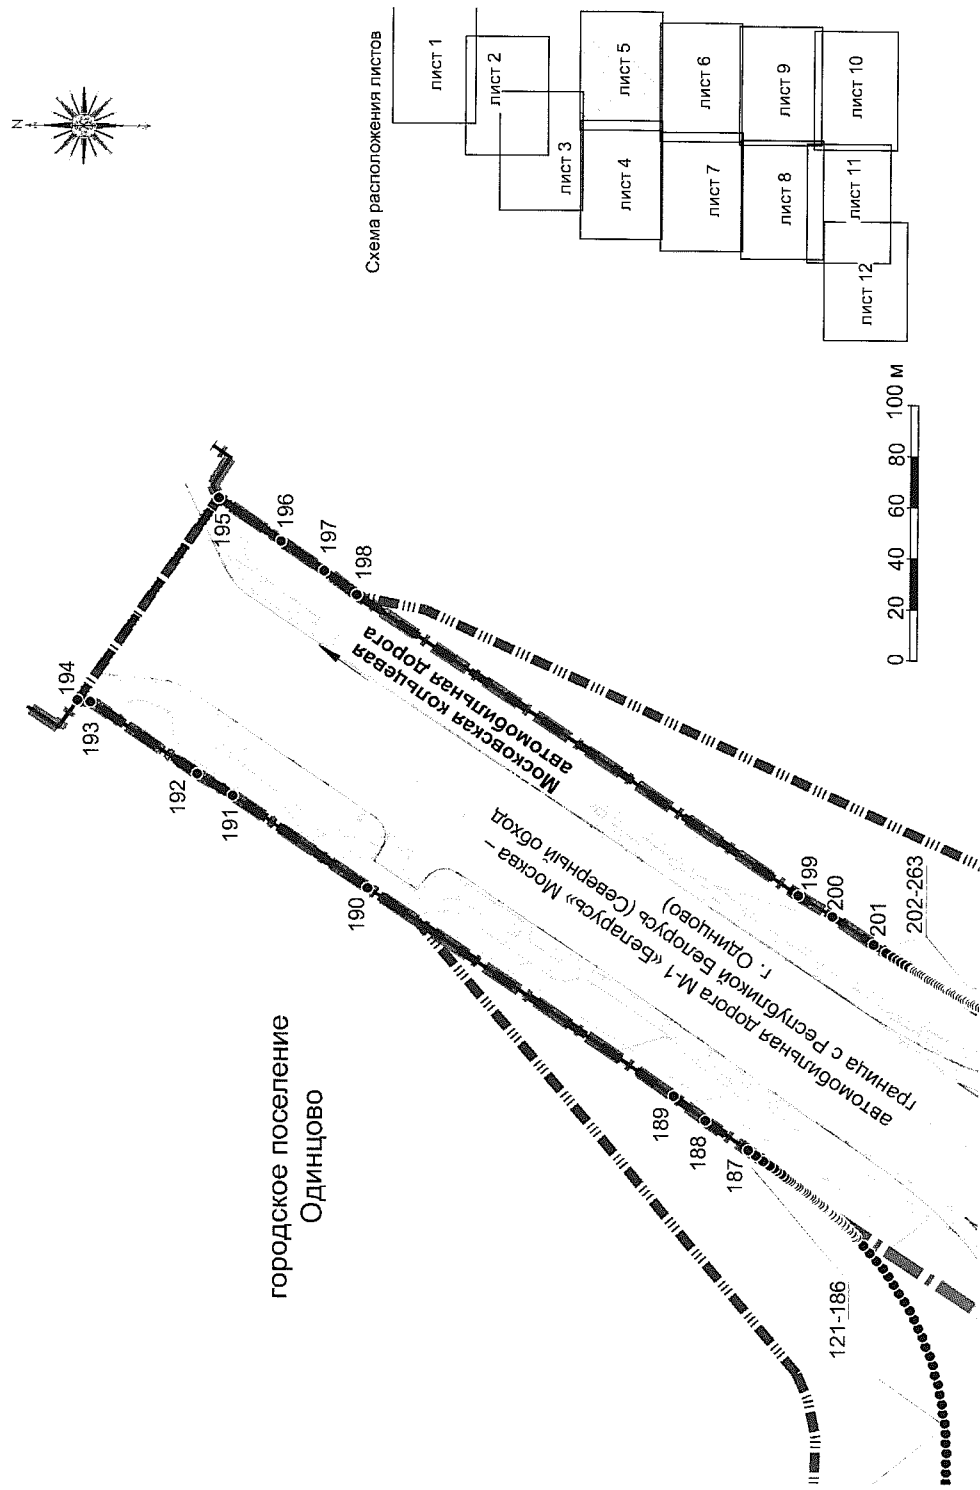 N
Схема расположения листов
лист 1
лист 2
лист 3
лист 4
лист 5
лист 6
лист 7
лист 8
лист 9
лист 10
лист 11
лист 12
городское поселение
Одинцово
194
193
192
191
190
189
188
187
121-186
195
196
197
198
199
200
201
202-263
Московская кольцевая
автомобильная дорога
автомобильная дорога М-1 «Беларусь» Москва –
граница с Республикой Белорусь (Северный обход
г. Одинцово)
0 20 40 60 80 100 м